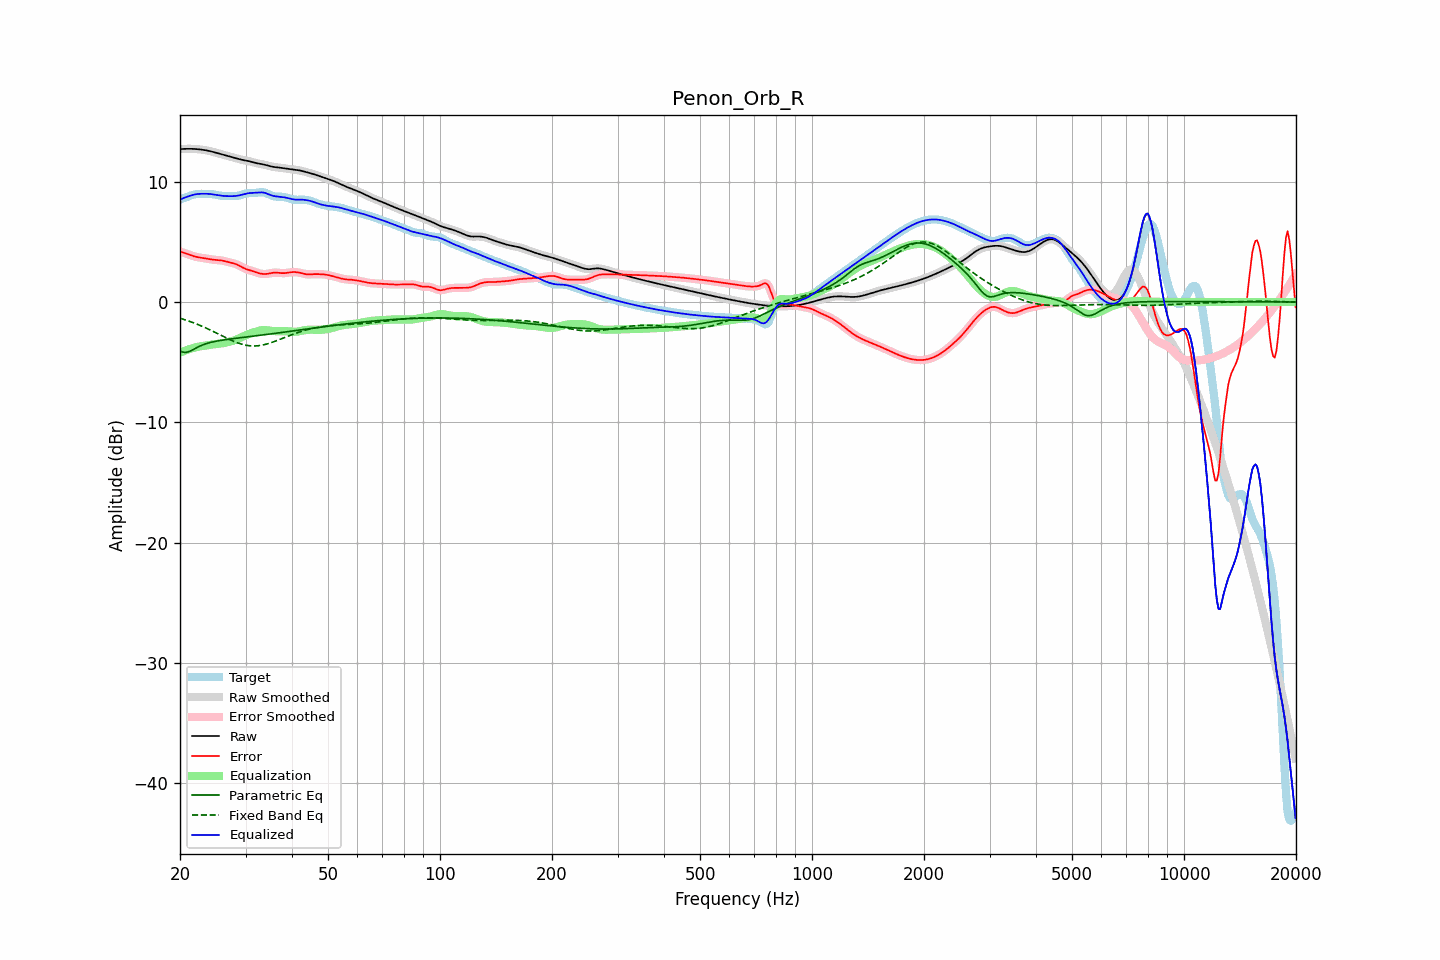 Penon_Orb_R
Amplitude (dBr)
10
0
−10
−20
−30
−40
Target
Raw Smoothed
Error Smoothed
Raw
Error
Equalization
Parametric Eq
Fixed Band Eq
Equalized
20 50 100 200 500 1000 2000 5000 10000 20000
Frequency (Hz)